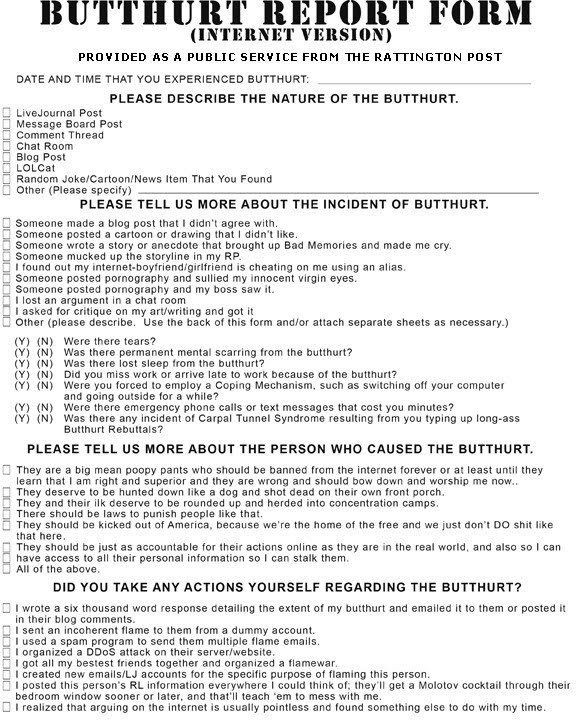 BUTTHURT REPORT FORM
(INTERNET VERSION)
PROVIDED AS A PUBLIC SERVICE FROM THE RATTINGTON POST
DATE AND TIME THAT YOU EXPERIENCED BUTTHURT:
PLEASE DESCRIBE THE NATURE OF THE BUTTHURT.
LiveJournal Post
Message Board Post
Comment Thread
Chat Room
Blog Post
LOLCat
Random Joke/Cartoon/News Item That You Found
Other (Please specify)
PLEASE TELL US MORE ABOUT THE INCIDENT OF BUTTHURT.
Someone made a blog post that I didn't agree with.
Someone posted a cartoon or drawing that I didn't like.
Someone wrote a story or anecdote that brought up Bad Memories and made me cry.
Someone mucked up the storyline in my RP.
I found out my internet-boyfriend/girlfriend is cheating on me using an alias.
Someone posted pornography and sullied my innocent virgin eyes.
Someone posted pornography and my boss saw it.
I lost an argument in a chat room
I asked for critique on my art/writing and got it
Other (please describe. Use the back of this form and/or attach separate sheets as necessary.)
(Y) (N) Were there tears?
(Y) (N) Was there permanent mental scarring from the butthurt?
(Y) (N) Was there lost sleep from the butthurt?
(Y) (N) Did you miss work or arrive late to work because of the butthurt?
(Y) (N) Were you forced to employ a Coping Mechanism, such as switching off your computer
and going outside for a while?
(Y) (N) Were there emergency phone calls or text messages that cost you minutes?
(Y) (N) Was there any incident of Carpal Tunnel Syndrome resulting from you typing up long-ass
Butthurt Rebuttals?
PLEASE TELL US MORE ABOUT THE PERSON WHO CAUSED THE BUTTHURT.
They are a big mean poopy pants who should be banned from the internet forever or at least until they
learn that I am right and superior and they are wrong and should bow down and worship me now..
They deserve to be hunted down like a dog and shot dead on their own front porch.
They and their ilk deserve to be rounded up and herded into concentration camps.
There should be laws to punish people like that.
They should be kicked out of America, because we're the home of the free and we just don't DO shit like
that here.
They should be just as accountable for their actions online as they are in the real world, and also so I can
have access to all their personal information so I can stalk them.
All of the above.
DID YOU TAKE ANY ACTIONS YOURSELF REGARDING THE BUTTHURT?
I wrote a six thousand word response detailing the extent of my butthurt and emailed it to them or posted it
in their blog comments.
I sent an incoherent flame to them from a dummy account.
I used a spam program to send them multiple flame emails.
I organized a DDoS attack on their server/website.
I got all my bestest friends together and organized a flamewar.
I created new emails/LJ accounts for the specific purpose of flaming this person.
I posted this person's RL information everywhere I could think of; they'll get a Molotov cocktail through their
bedroom window sooner or later, and that'll teach 'em to mess with me.
I realized that arguing on the internet is usually pointless and found something else to do with my time.